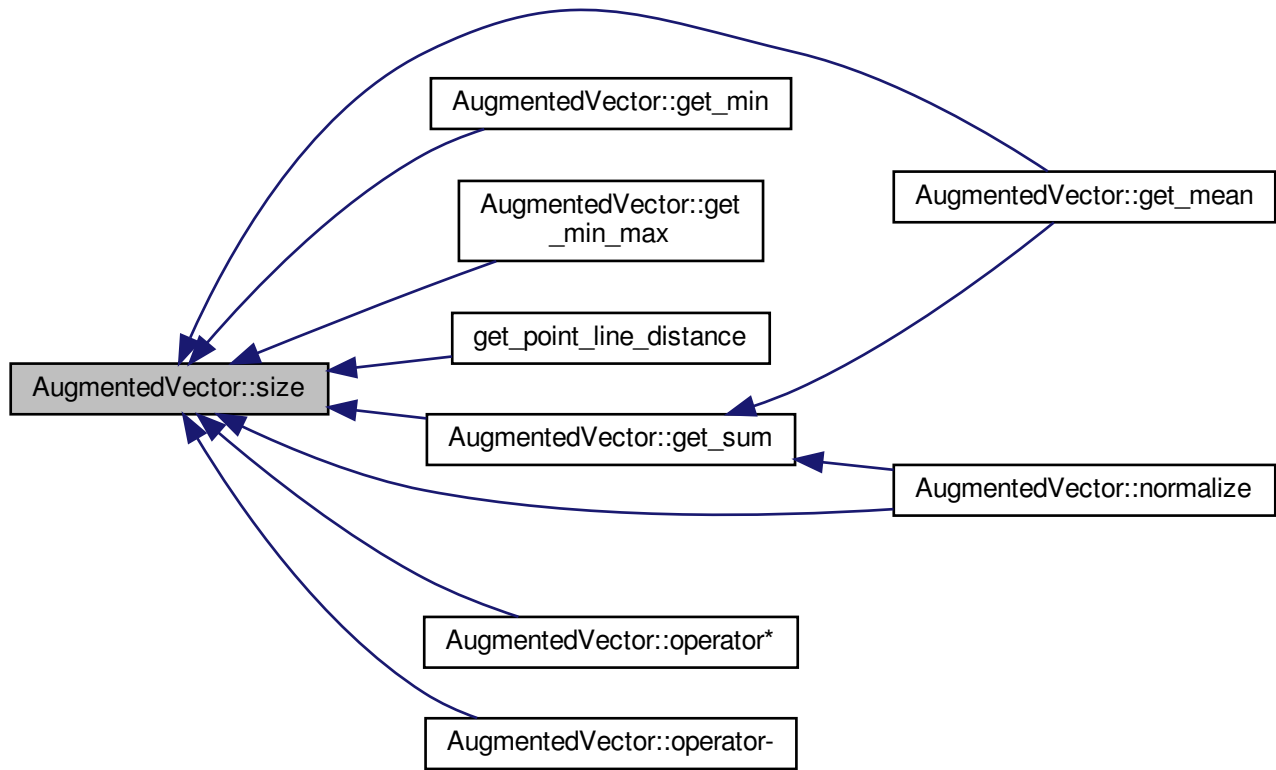 AugmentedVector::size
AugmentedVector::get_min
AugmentedVector::get
_min_max
get_point_line_distance
AugmentedVector::get_sum
AugmentedVector::operator*
AugmentedVector::operator-
AugmentedVector::get_mean
AugmentedVector::normalize